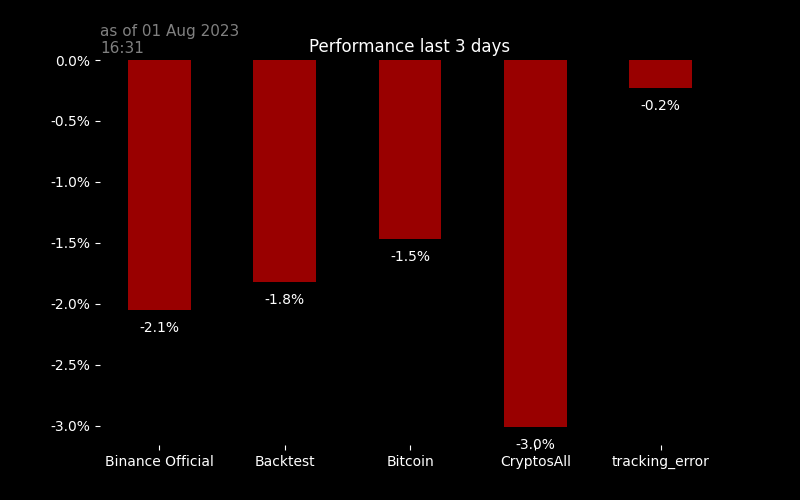 as of 01 Aug 2023
16:31
Performance last 3 days
0.0%
-0.5%
-1.0%
-1.5%
-2.0%
-2.5%
-3.0%
-2.1%
-1.8%
-1.5%
-3.0%
-0.2%
Binance Official
Backtest
Bitcoin
CryptosAll
tracking_error